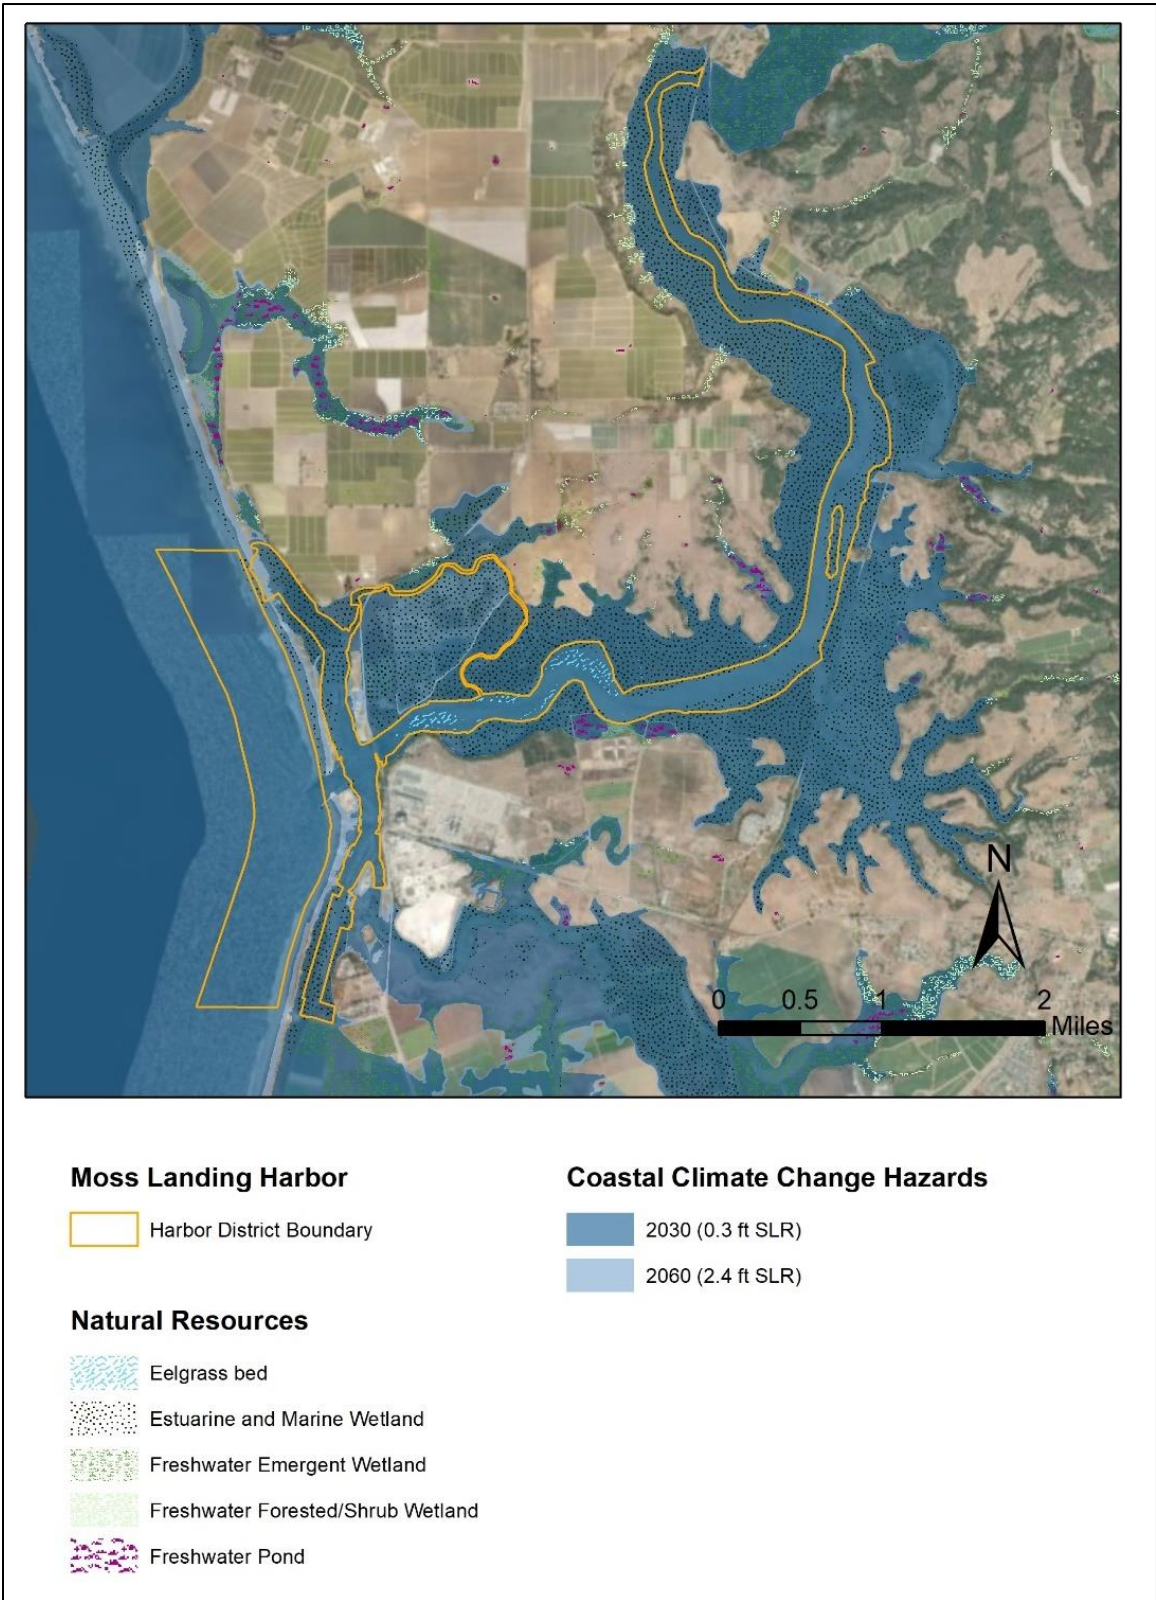 N
0 0.5 1 2
Miles
Moss Landing Harbor
Harbor District Boundary
Natural Resources
Eelgrass bed
Estuarine and Marine Wetland
Freshwater Emergent Wetland
Freshwater Forested/Shrub Wetland
Freshwater Pond
Coastal Climate Change Hazards
2030 (0.3 ft SLR)
2060 (2.4 ft SLR)